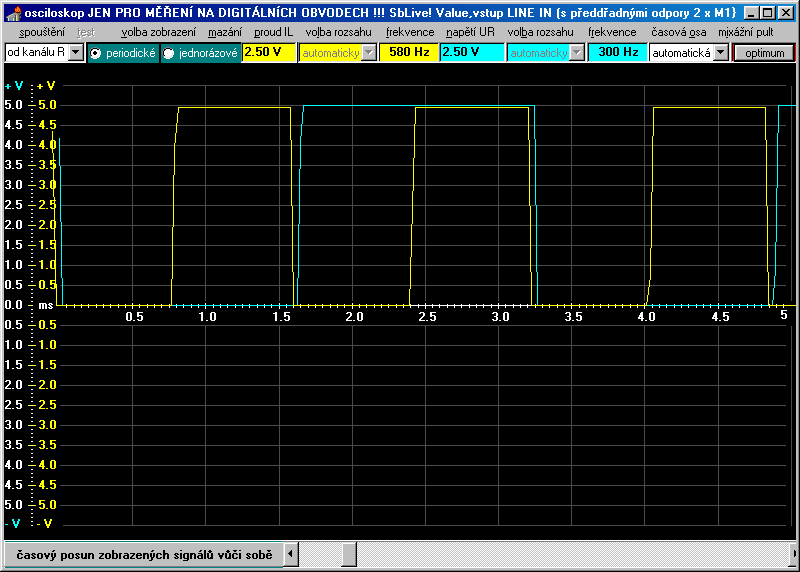 osciloskop JEN PRO MĚŘENÍ NA DIGITÁLNÍCH OBVODECH !!! SbLive! Value,vstup LINE IN (s předdřadnými odpory 2 x M1)
spouštění test volba zobrazení mazání proud IL volba rozsahu frekvence napětí UR volba rozsahu frekvence časová osa mixážní pult
od kanálu R periodické jednorázové 2.50 V automaticky 580 Hz 2.50 V automaticky 300 Hz automatická optimum
+ V + V
5.0 5.0
4.5 4.5
4.0 4.0
3.5 3.5
3.0 3.0
2.5 2.5
2.0 2.0
1.5 1.5
1.0 1.0
0.5 0.5
0.0 ms
0.5 1.0 1.5 2.0 2.5 3.0 3.5 4.0 4.5 5
0.5 0.5
1.0 1.0
1.5 1.5
2.0 2.0
2.5 2.5
3.0 3.0
3.5 3.5
4.0 4.0
4.5 4.5
5.0 5.0
- V - V
časový posun zobrazených signálů vůči sobě